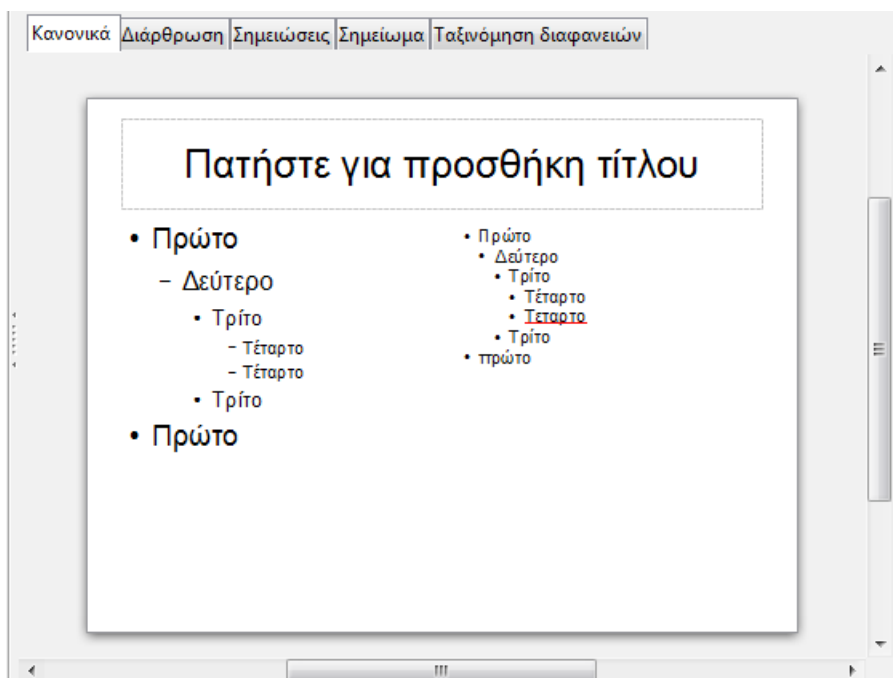 Κανονικά Διάρθρωση Σημειώσεις Σημείωμα Ταξινόμηση διαφανειών
Πατήστε για προσθήκη τίτλου
• Πρώτο
– Δεύτερο
• Τρίτο
– Τέταρτο
– Τέταρτο
• Τρίτο
• Πρώτο
• Πρώτο
• Δεύτερο
• Τρίτο
• Τέταρτο
• Τεταρτο
• Τρίτο
• πρώτο